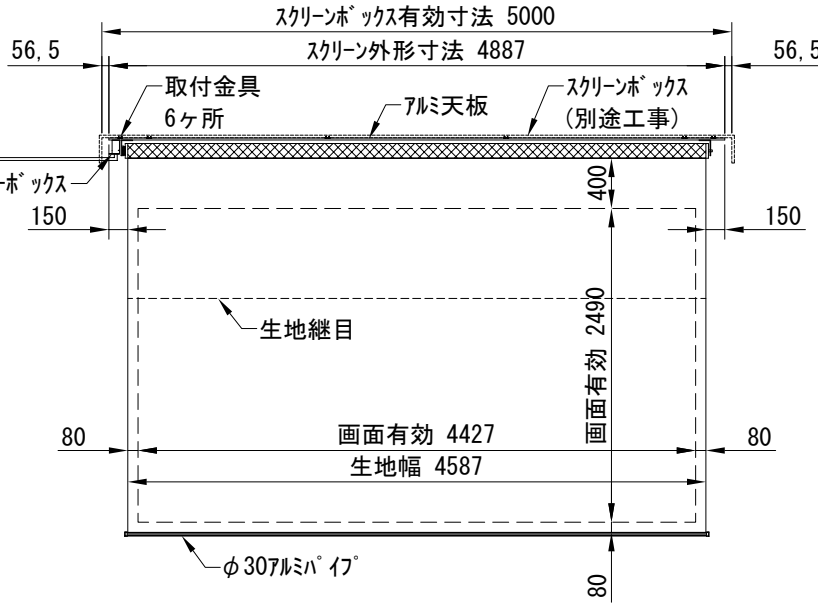 スクリーンボックス有効寸法 5000
56,5
スクリーン外形寸法 4887
56,5
取付金具
6ヶ所
アルミ天板
スクリーンボックス
(別途工事)
ーボックス
400
150
150
生地継目
画面有効 2490
80
画面有効 4427
80
生地幅 4587
φ30アルミパイプ
80